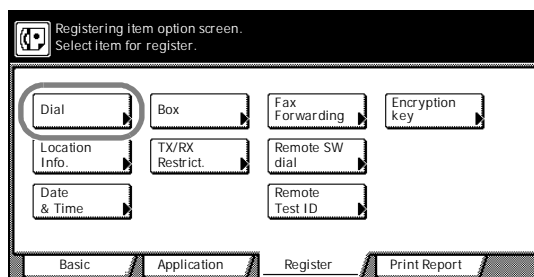 Registering item option screen.
Select item for register.
Dial
Box
Fax
Forwarding
Encryption
key
Location
Info.
TX/RX
Restrict.
Remote SW
dial
Date
& Time
Remote
Test ID
Basic
Application
Register
Print Report